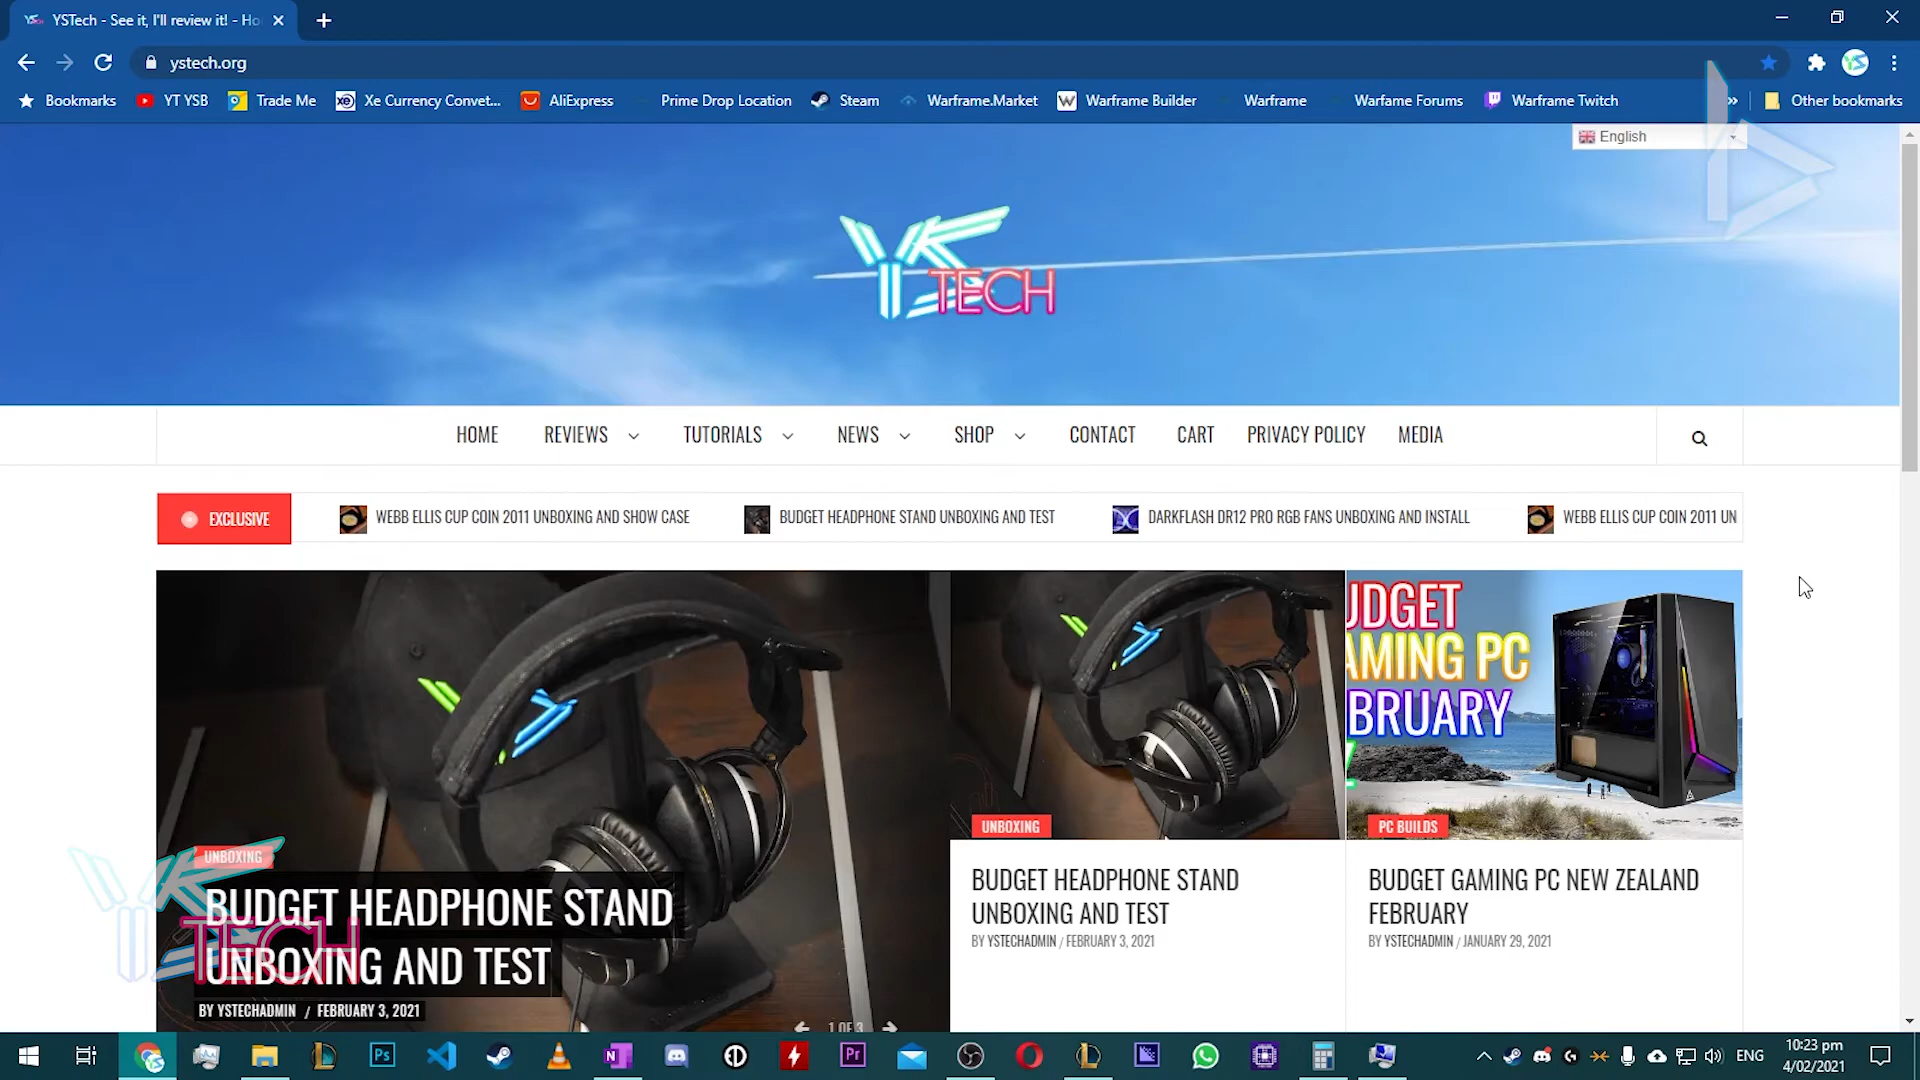 YSTech - See it, I'll review it! - Ho
ystech.org
Bookmarks YT YSB Trade Me Xe Currency Convet... AliExpress Prime Drop Location Steam Warframe.Market Warframe Builder Warframe Warfame Forums Warframe Twitch » Other bookmarks
English
YS TECH
HOME REVIEWS TUTORIALS NEWS SHOP CONTACT CART PRIVACY POLICY MEDIA
EXCLUSIVE WEBB ELLIS CUP COIN 2011 UNBOXING AND SHOW CASE BUDGET HEADPHONE STAND UNBOXING AND TEST DARKFLASH DR12 PRO RGB FANS UNBOXING AND INSTALL WEBB ELLIS CUP COIN 2011 UN
UNBOXING
BUDGET HEADPHONE STAND
UNBOXING AND TEST
BY YSTECHADMIN / FEBRUARY 3, 2021
1 OF 3
YS TECH
UNBOXING
BUDGET HEADPHONE STAND
UNBOXING AND TEST
BY YSTECHADMIN / FEBRUARY 3, 2021
UDGET
AMING PC
BRUARY
PC BUILDS
BUDGET GAMING PC NEW ZEALAND
FEBRUARY
BY YSTECHADMIN / JANUARY 29, 2021
ENG
10:23 pm
4/02/2021